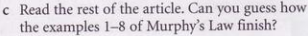 c Read the rest of the article. Can you guess how
the examples 1–8 of Murphy's Law finish?